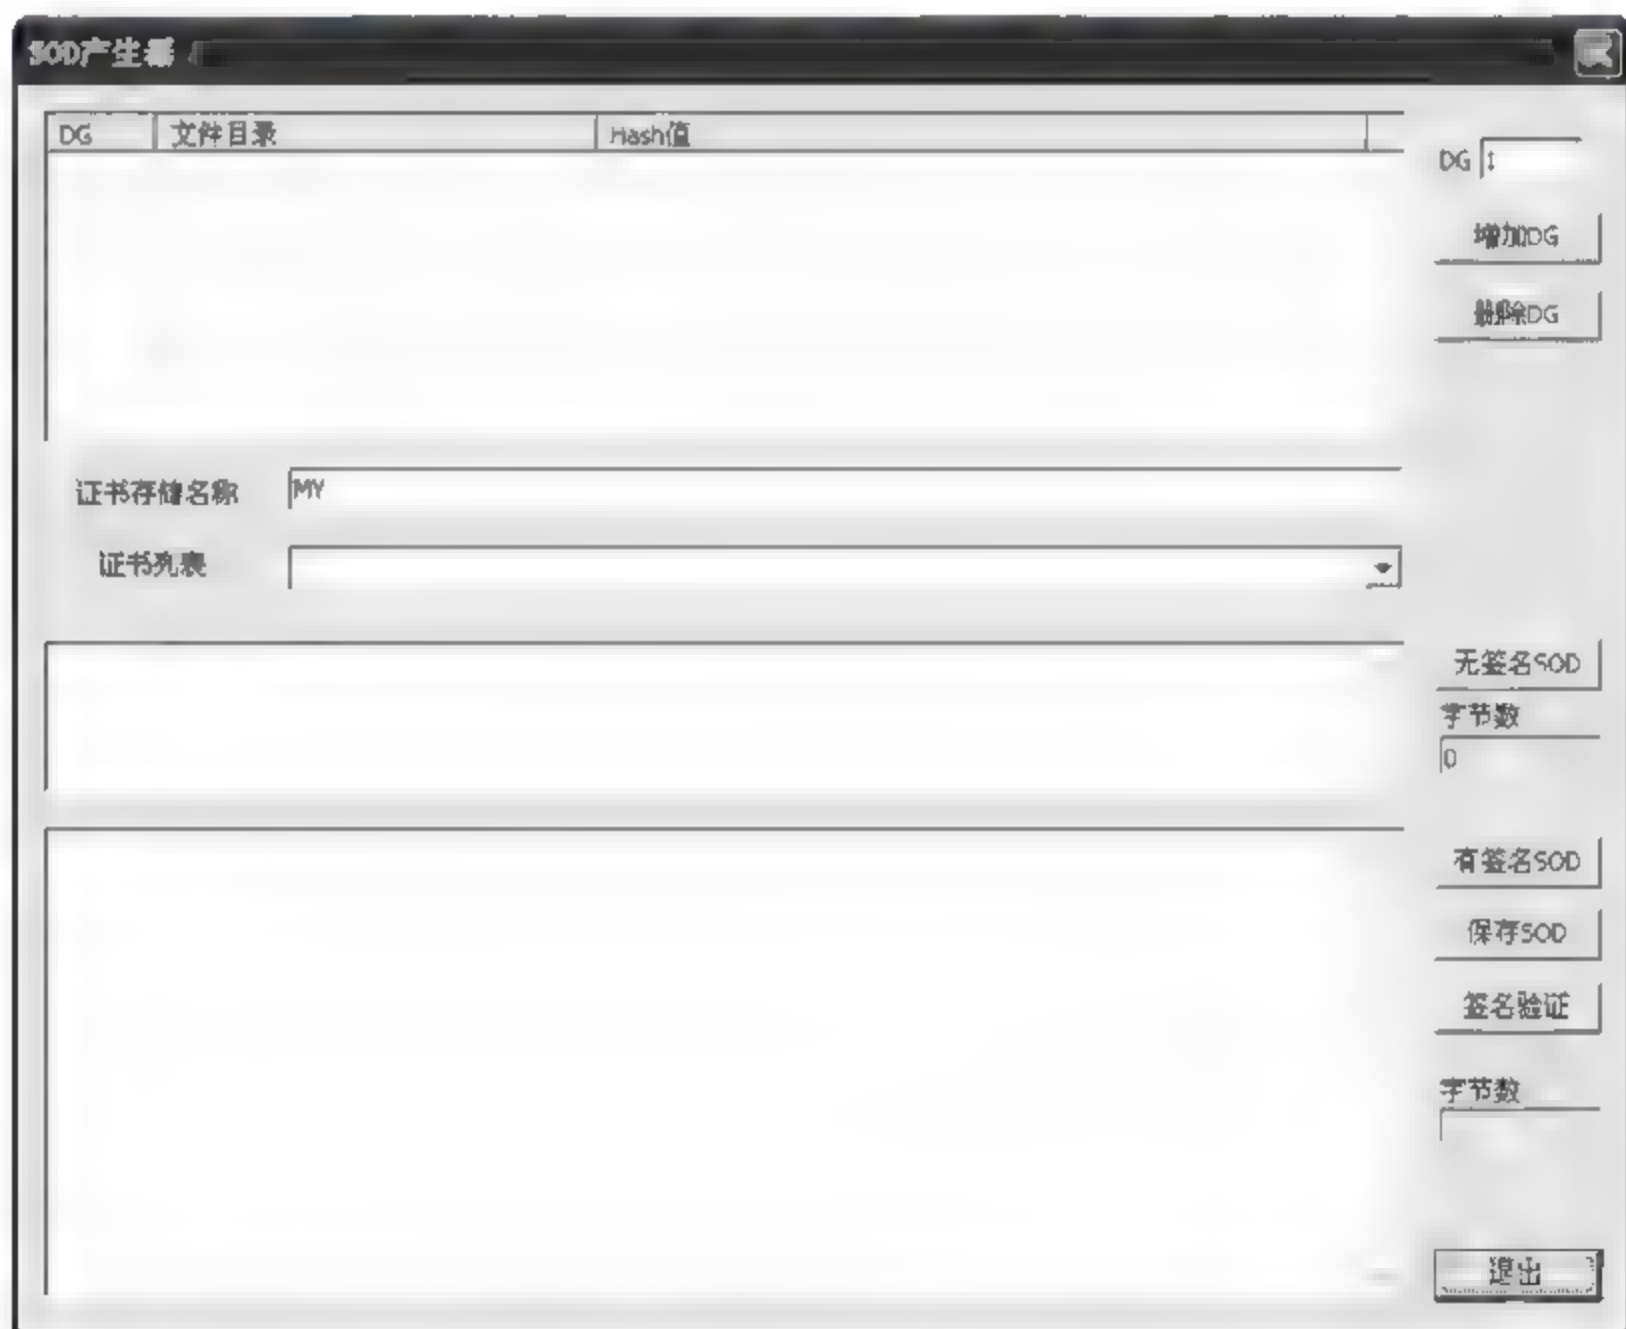 SOD产生器
DG 文件目录 Hash值
DG 1
增加DG
删除DG
证书存储名称 MY
证书列表
无签名SOD
字节数
0
有签名SOD
保存SOD
签名验证
字节数
退出